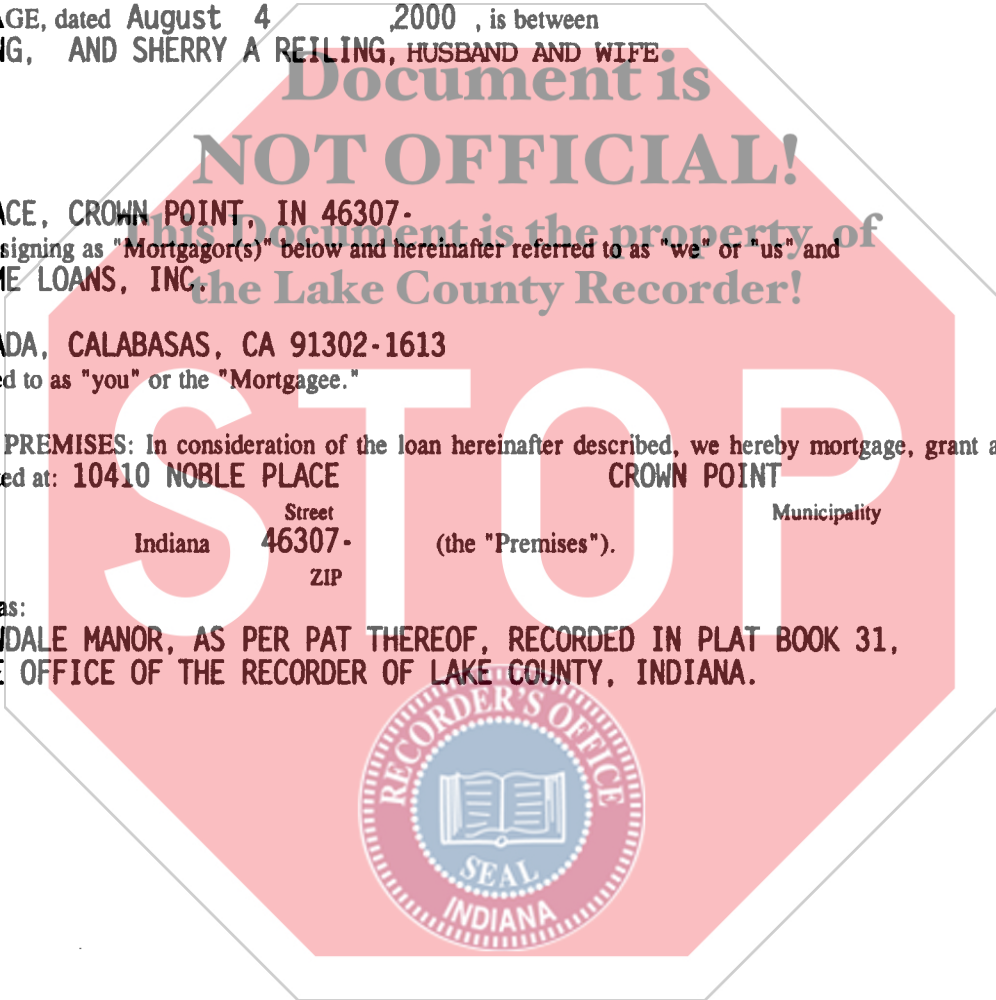 GE, dated August 4 ,2000 , is between
G, AND SHERRY A REILING, HUSBAND AND WIFE
Document is
NOT OFFICIAL!
CE, CROWN POINT, IN 46307-
This Document is the property of
signing as "Mortgagor(s)" below and hereinafter referred to as "we" or "us" and
E LOANS, INC.
the Lake County Recorder!
DA, CALABASAS, CA 91302-1613
ed to as "you" or the "Mortgagee."
STOP
PREMISES: In consideration of the loan hereinafter described, we hereby mortgage, grant a
ed at: 10410 NOBLE PLACE CROWN POINT
Street Municipality
Indiana 46307- (the "Premises").
ZIP
as:
DALE MANOR, AS PER PAT THEREOF, RECORDED IN PLAT BOOK 31,
E OFFICE OF THE RECORDER OF LAKE COUNTY, INDIANA.
RECORDER'S OFFICE
SEAL
INDIANA